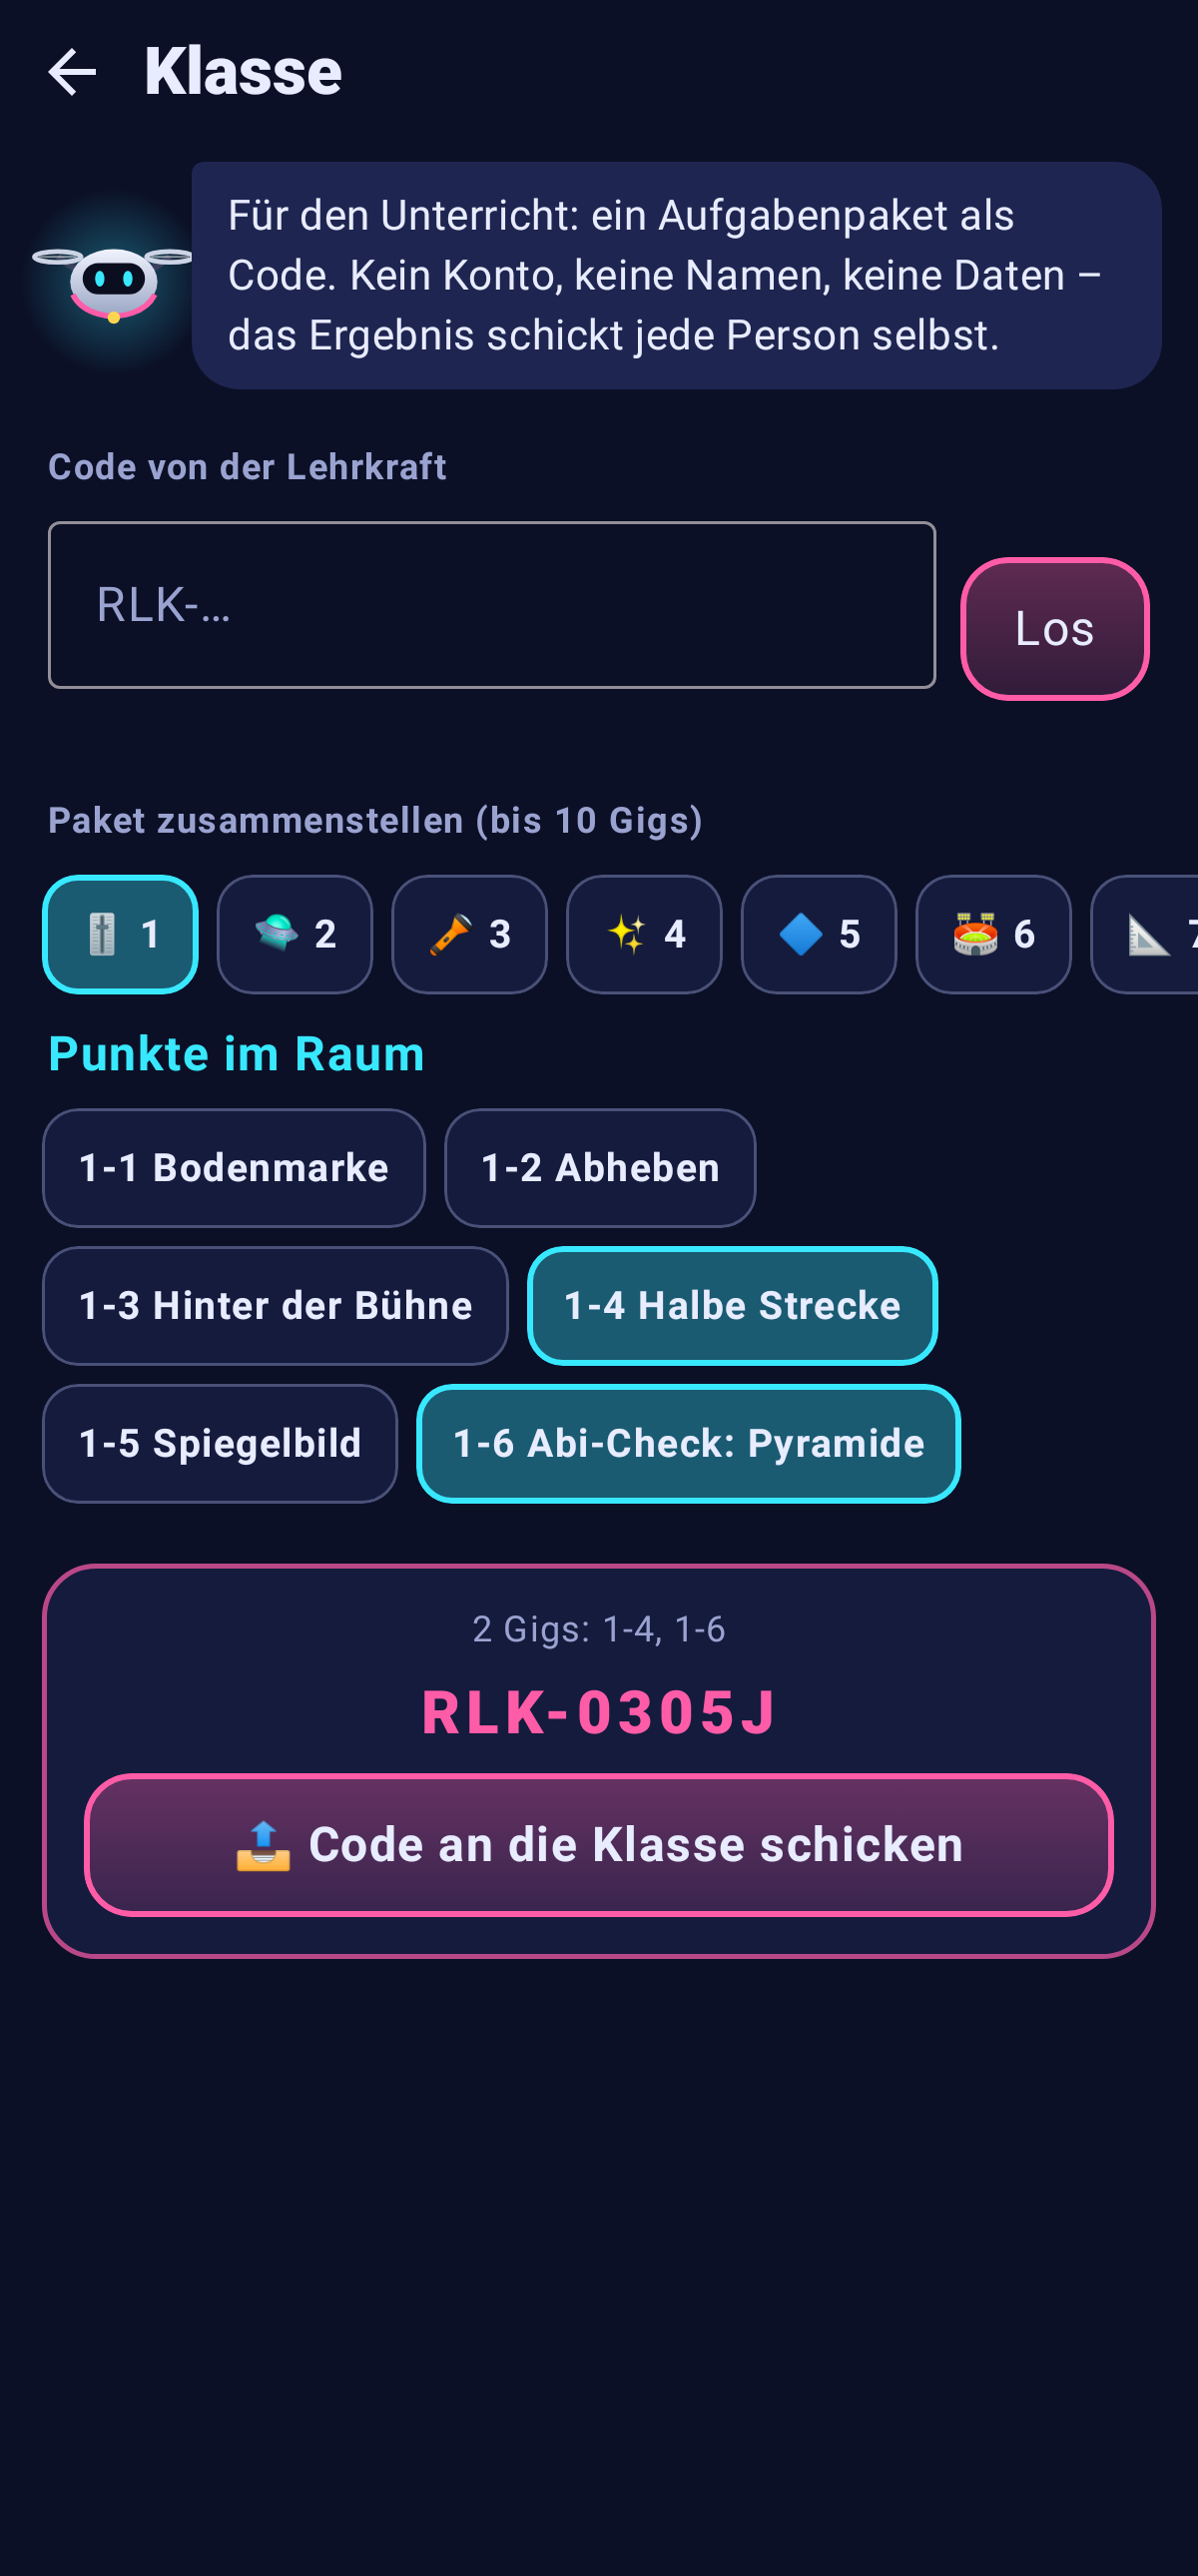 Klasse
Für den Unterricht: ein Aufgabenpaket als
Code. Kein Konto, keine Namen, keine Daten –
das Ergebnis schickt jede Person selbst.
Code von der Lehrkraft
RLK-…
Los
Paket zusammenstellen (bis 10 Gigs)
1 2 3 4 5 6 7
Punkte im Raum
1-1 Bodenmarke 1-2 Abheben
1-3 Hinter der Bühne 1-4 Halbe Strecke
1-5 Spiegelbild 1-6 Abi-Check: Pyramide
2 Gigs: 1-4, 1-6
RLK-0305J
Code an die Klasse schicken